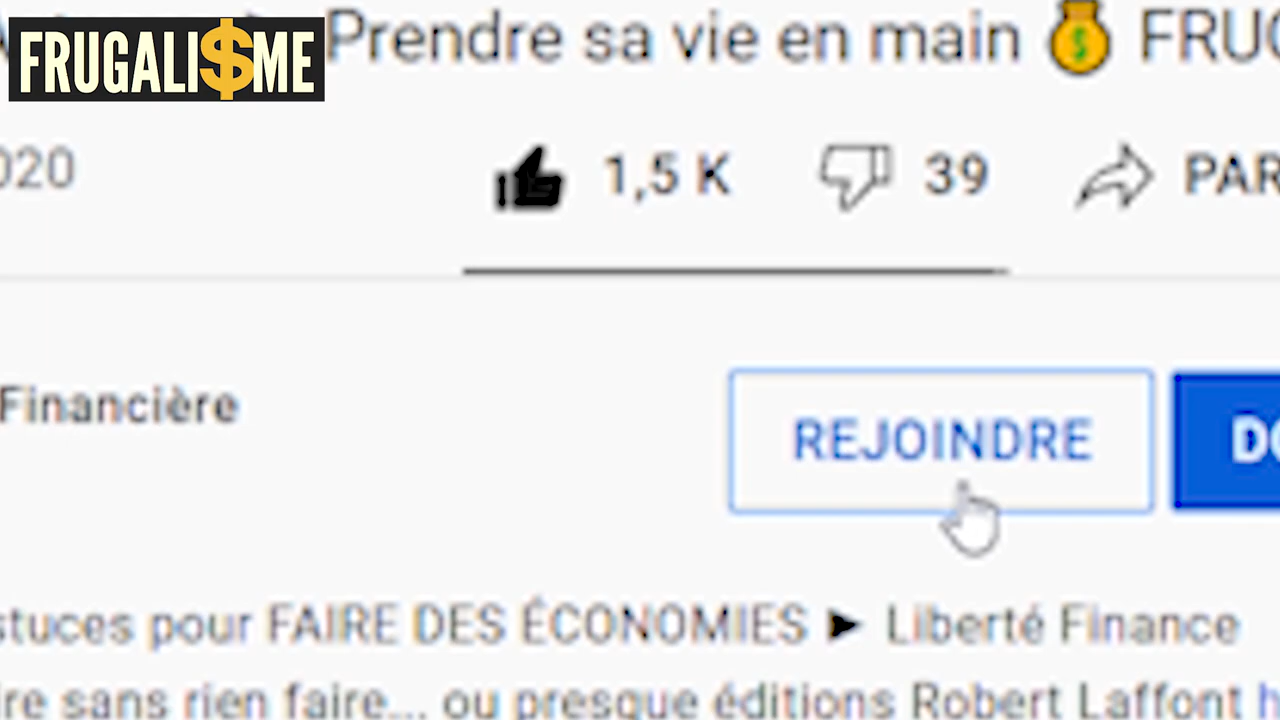 FRUGALI$ME
Prendre sa vie en main 💰 FRUG
020
1,5 K 39 PAR
Financière
REJOINDRE
stuces pour FAIRE DES ÉCONOMIES ► Liberté Finance
ire sans rien faire... ou presque éditions Robert Laffont h